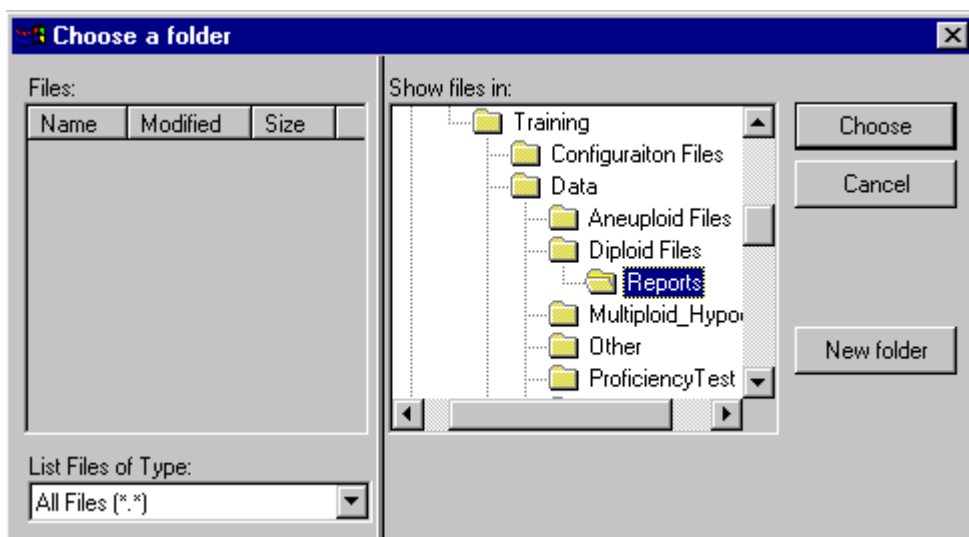 Choose a folder
Files:
Name Modified Size
List Files of Type:
All Files (*.*)
Show files in:
Training
Configuraiton Files
Data
Aneuploid Files
Diploid Files
Reports
Multiploid_Hypo
Other
ProficiencyTest
Choose
Cancel
New folder